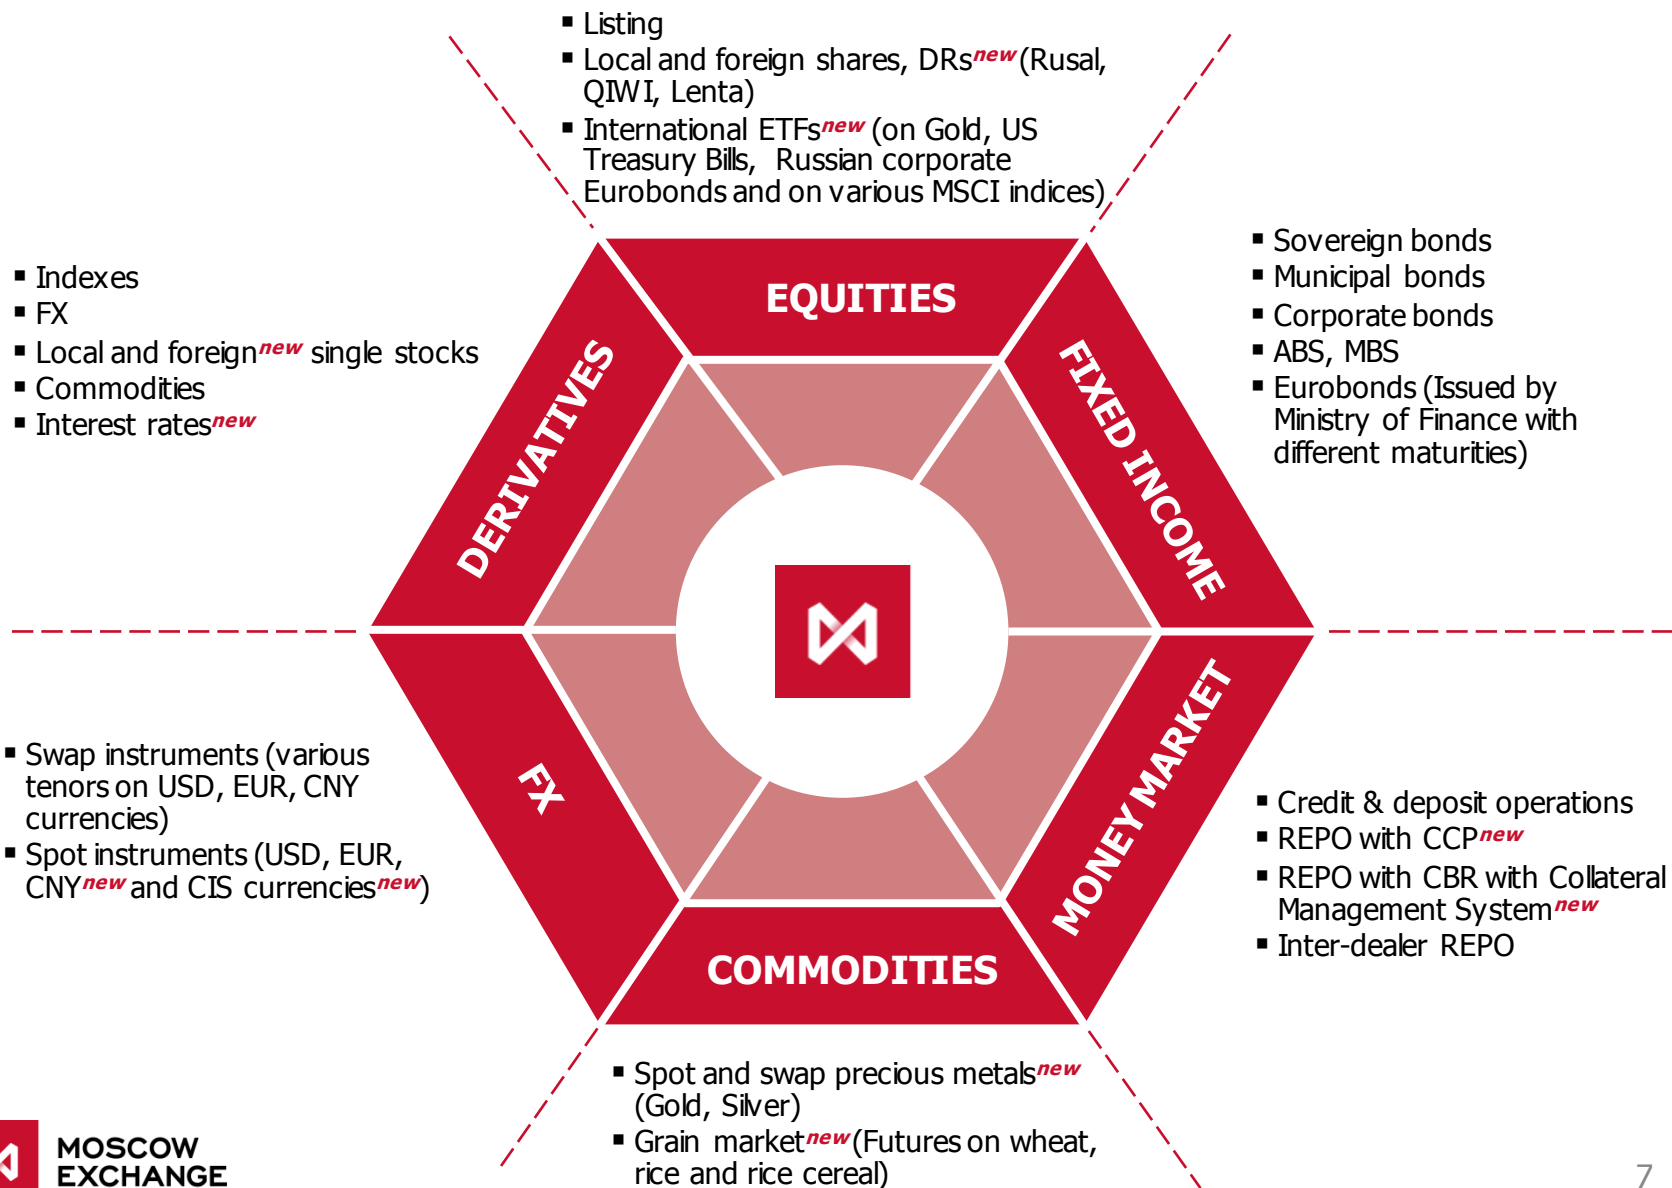 ▪ Listing
▪ Local and foreign shares, DRsnew (Rusal,
QIWI, Lenta)
▪ International ETFsnew (on Gold, US
Treasury Bills, Russian corporate
Eurobonds and on various MSCI indices)
▪ Indexes
▪ FX
▪ Local and foreignnew single stocks
▪ Commodities
▪ Interest ratesnew
EQUITIES
▪ Sovereign bonds
▪ Municipal bonds
▪ Corporate bonds
▪ ABS, MBS
▪ Eurobonds (Issued by
Ministry of Finance with
different maturities)
DERIVATIVES
FIXED INCOME
▪ Swap instruments (various
tenors on USD, EUR, CNY
currencies)
▪ Spot instruments (USD, EUR,
CNYnew and CIS currenciesnew)
FX
MONEY MARKET
▪ Credit & deposit operations
▪ REPO with CCPnew
▪ REPO with CBR with Collateral
Management Systemnew
▪ Inter-dealer REPO
COMMODITIES
▪ Spot and swap precious metalsnew
(Gold, Silver)
▪ Grain marketnew (Futures on wheat,
rice and rice cereal)
MOSCOW
EXCHANGE
7